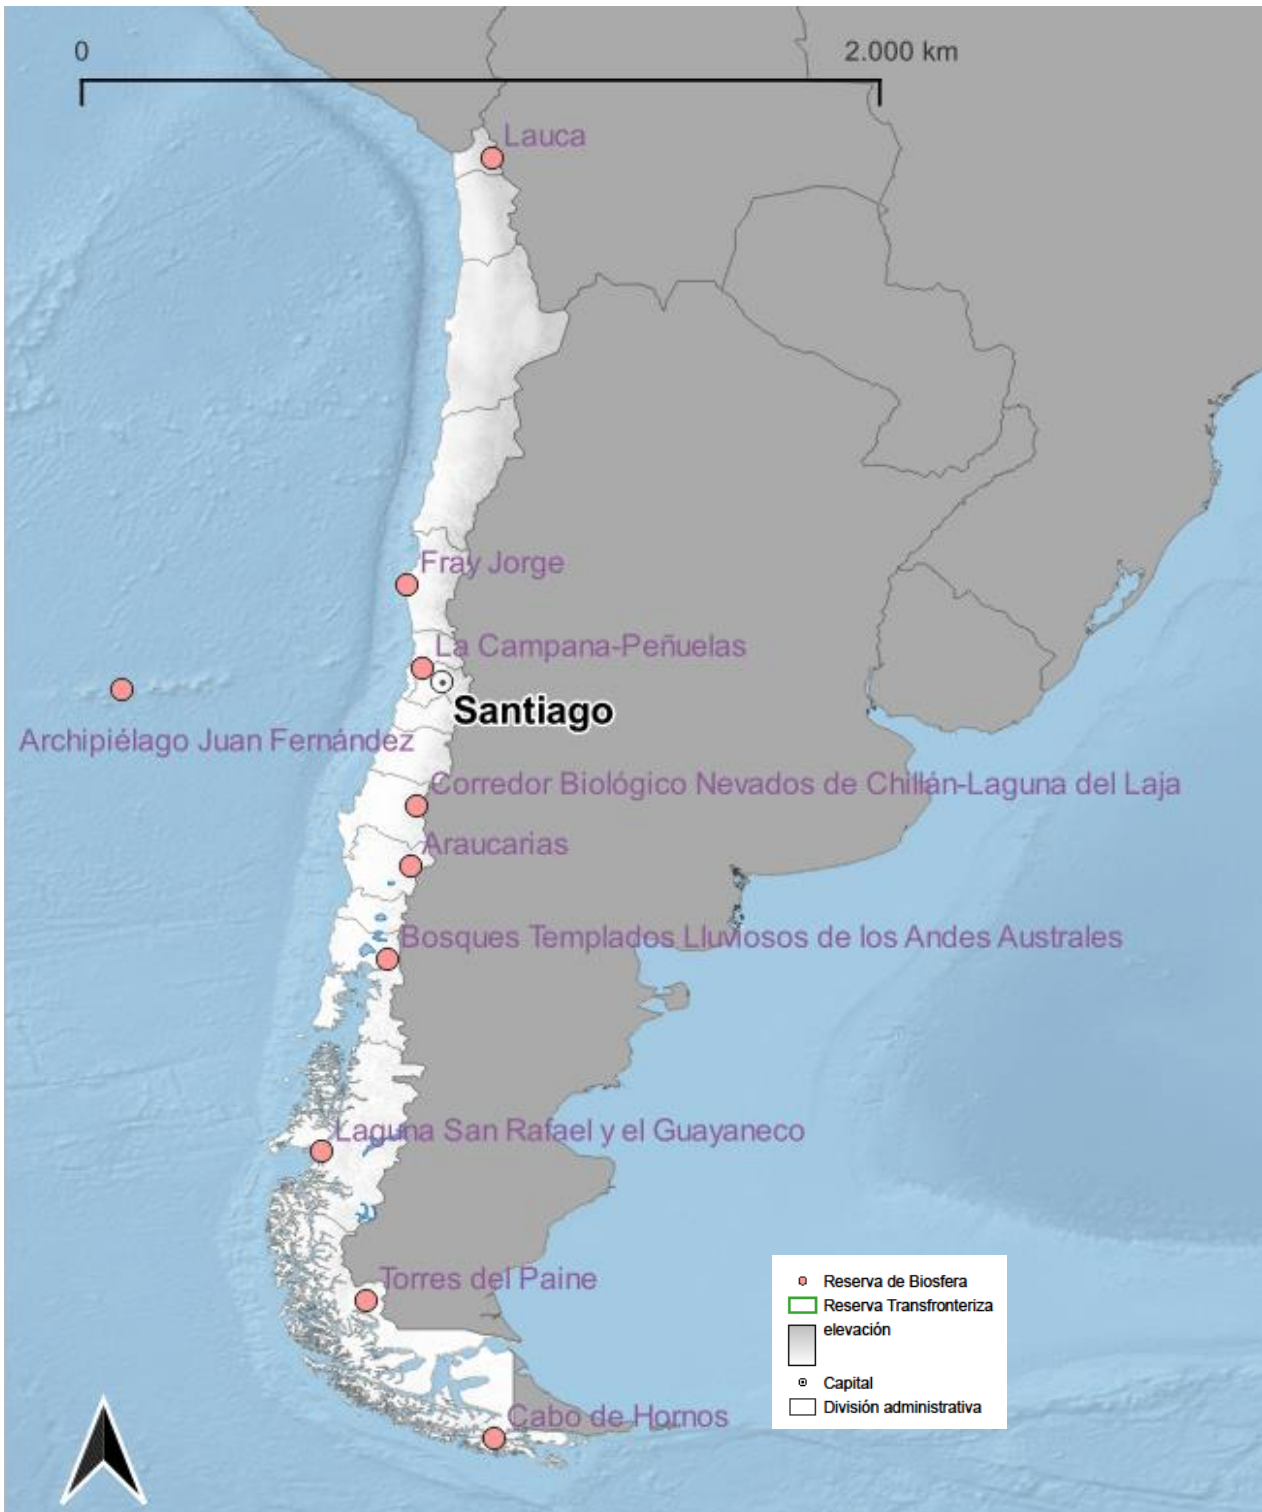 0
2.000 km
Lauca
Fray Jorge
La Campana-Peñuelas
Santiago
Archipiélago Juan Fernández
Corredor Biológico Nevados de Chillán-Laguna del Laja
Araucarias
Bosques Templados Lluviosos de los Andes Australes
Laguna San Rafael y el Guayaneco
Torres del Paine
Cabo de Hornos
Reserva de Biosfera
Reserva Transfronteriza
elevación
Capital
División administrativa